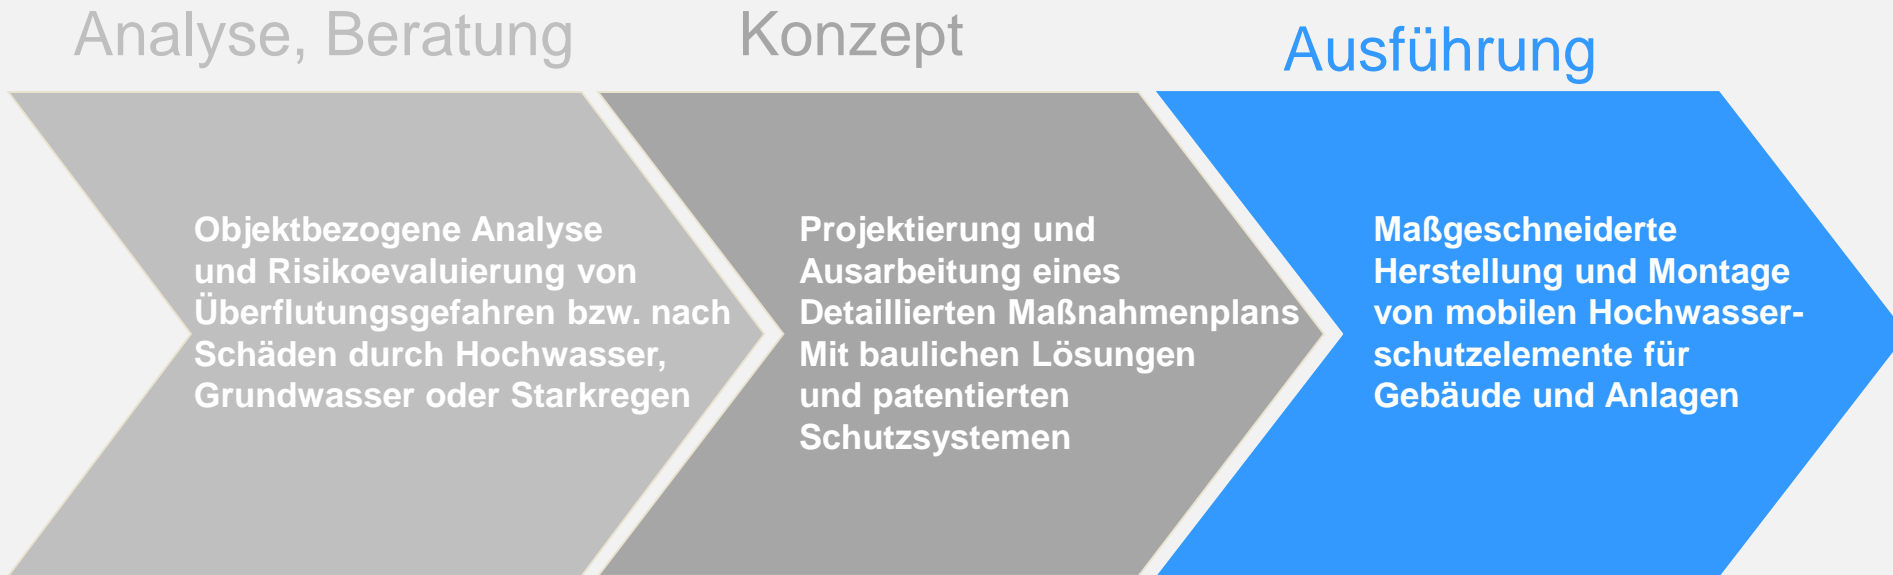 Analyse, Beratung
Konzept
Ausführung
Objektbezogene Analyse
und Risikoevaluierung von
Überflutungsgefahren bzw. nach
Schäden durch Hochwasser,
Grundwasser oder Starkregen
Projektierung und
Ausarbeitung eines
Detaillierten Maßnahmenplans
Mit baulichen Lösungen
und patentierten
Schutzsystemen
Maßgeschneiderte
Herstellung und Montage
von mobilen Hochwasser-
schutzelemente für
Gebäude und Anlagen